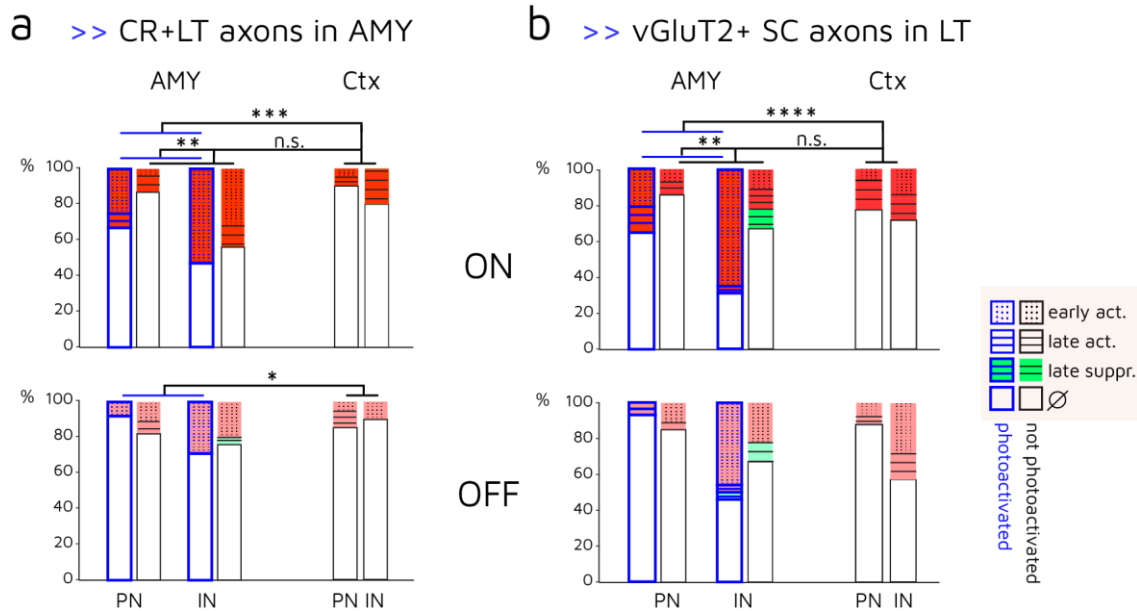 a >> CR+LT axons in AMY
AMY Ctx
***
** n.s.
%
100
80
60
40
20
0
ON
*
%
100
80
60
40
20
0
OFF
PN IN PN IN
b >> vGluT2+ SC axons in LT
AMY Ctx
****
** n.s.
%
100
80
60
40
20
0
%
100
80
60
40
20
0
PN IN PN IN
early act.
late act.
late suppr.
∅
photoactivated
not photoactivated